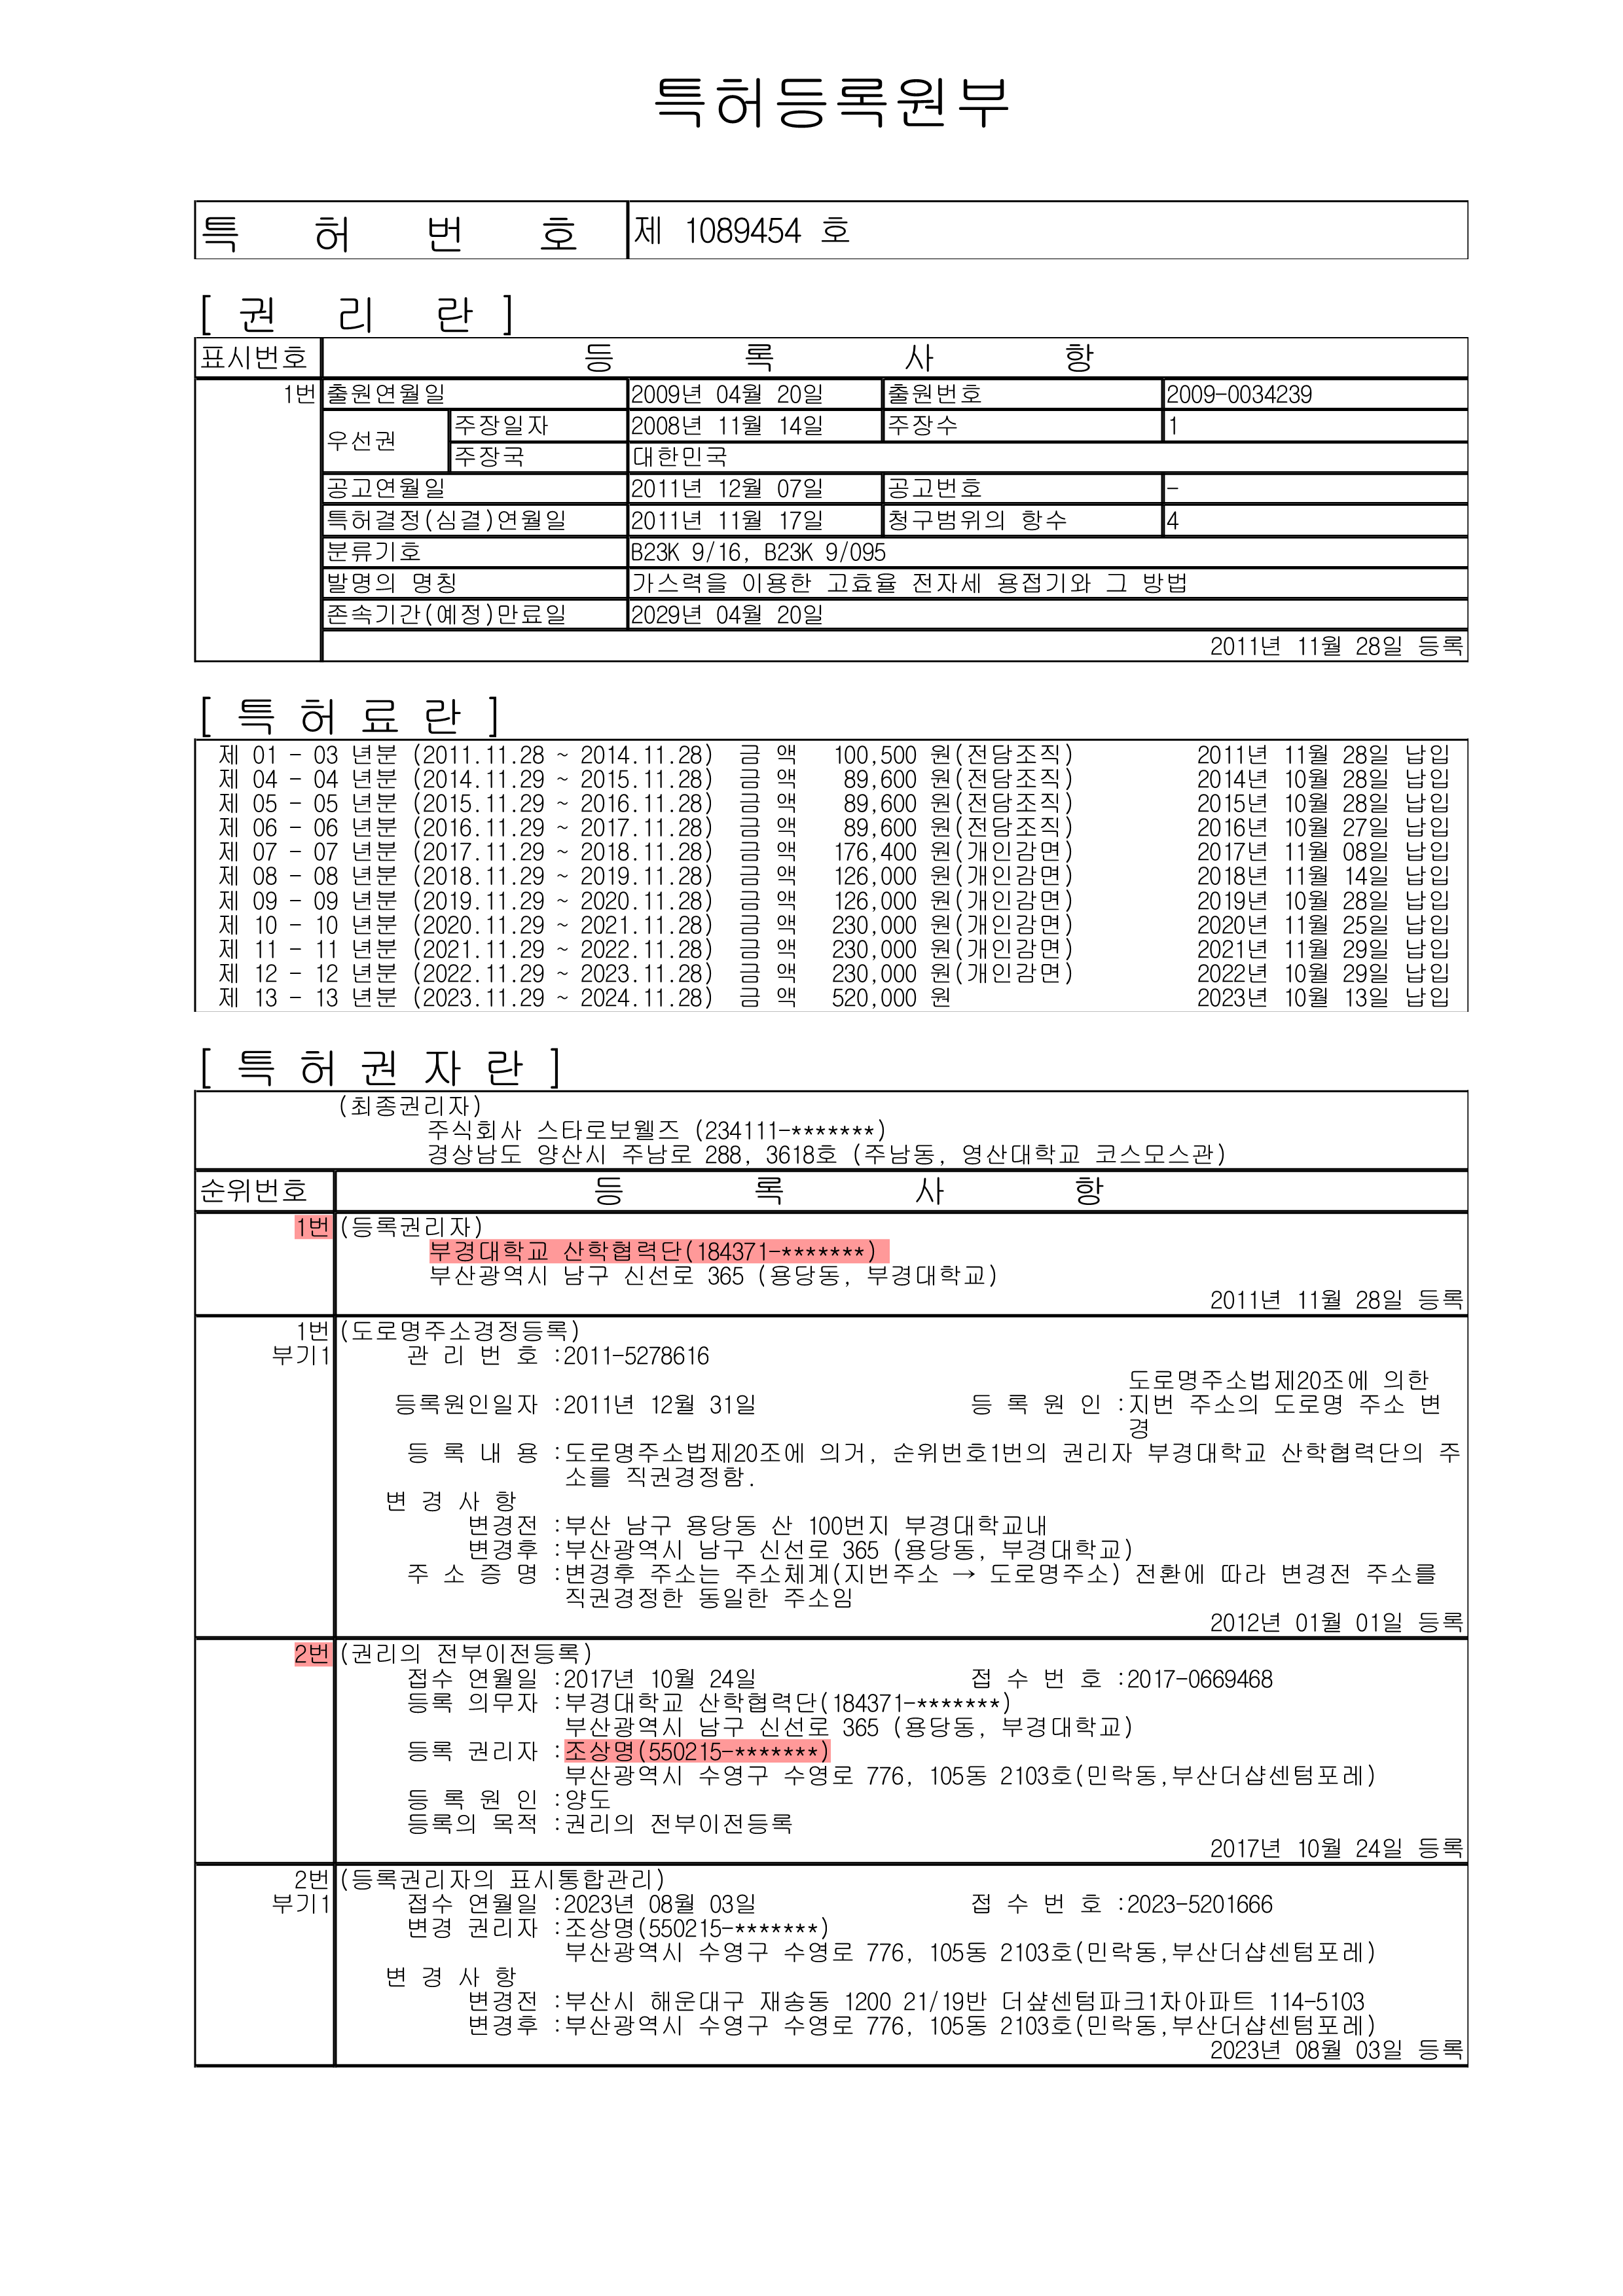 특허등록원부
특 허 번 호 제 1089454 호
[ 권 리 란 ]
표시번호 등 록 사 항
1번 출원연월일 2009년 04월 20일 출원번호 2009-0034239
우선권 주장일자 2008년 11월 14일 주장수 1
주장국 대한민국
공고연월일 2011년 12월 07일 공고번호 -
특허결정(심결)연월일 2011년 11월 17일 청구범위의 항수 4
분류기호 B23K 9/16, B23K 9/095
발명의 명칭 가스력을 이용한 고효율 전자세 용접기와 그 방법
존속기간(예정)만료일 2029년 04월 20일
2011년 11월 28일 등록
[ 특 허 료 란 ]
제 01 - 03 년분 (2011.11.28 ~ 2014.11.28) 금 액 100,500 원(전담조직) 2011년 11월 28일 납입
제 04 - 04 년분 (2014.11.29 ~ 2015.11.28) 금 액 89,600 원(전담조직) 2014년 10월 28일 납입
제 05 - 05 년분 (2015.11.29 ~ 2016.11.28) 금 액 89,600 원(전담조직) 2015년 10월 28일 납입
제 06 - 06 년분 (2016.11.29 ~ 2017.11.28) 금 액 89,600 원(전담조직) 2016년 10월 27일 납입
제 07 - 07 년분 (2017.11.29 ~ 2018.11.28) 금 액 176,400 원(개인감면) 2017년 11월 08일 납입
제 08 - 08 년분 (2018.11.29 ~ 2019.11.28) 금 액 126,000 원(개인감면) 2018년 11월 14일 납입
제 09 - 09 년분 (2019.11.29 ~ 2020.11.28) 금 액 126,000 원(개인감면) 2019년 10월 28일 납입
제 10 - 10 년분 (2020.11.29 ~ 2021.11.28) 금 액 230,000 원(개인감면) 2020년 11월 25일 납입
제 11 - 11 년분 (2021.11.29 ~ 2022.11.28) 금 액 230,000 원(개인감면) 2021년 11월 29일 납입
제 12 - 12 년분 (2022.11.29 ~ 2023.11.28) 금 액 230,000 원(개인감면) 2022년 10월 29일 납입
제 13 - 13 년분 (2023.11.29 ~ 2024.11.28) 금 액 520,000 원 2023년 10월 13일 납입
[ 특 허 권 자 란 ]
(최종권리자)
주식회사 스타로보웰즈 (234111-*******)
경상남도 양산시 주남로 288, 3618호 (주남동, 영산대학교 코스모스관)
순위번호 등 록 사 항
1번 (등록권리자)
부경대학교 산학협력단(184371-*******)
부산광역시 남구 신선로 365 (용당동, 부경대학교)
2011년 11월 28일 등록
1번 (도로명주소경정등록)
부기1 관 리 번 호 :2011-5278616
도로명주소법제20조에 의한
등록원인일자 :2011년 12월 31일 등 록 원 인 :지번 주소의 도로명 주소 변
경
등 록 내 용 :도로명주소법제20조에 의거, 순위번호1번의 권리자 부경대학교 산학협력단의 주
소를 직권경정함.
변 경 사 항
변경전 :부산 남구 용당동 산 100번지 부경대학교내
변경후 :부산광역시 남구 신선로 365 (용당동, 부경대학교)
주 소 증 명 :변경후 주소는 주소체계(지번주소 → 도로명주소) 전환에 따라 변경전 주소를
직권경정한 동일한 주소임
2012년 01월 01일 등록
2번 (권리의 전부이전등록)
접수 연월일 :2017년 10월 24일 접 수 번 호 :2017-0669468
등록 의무자 :부경대학교 산학협력단(184371-*******)
부산광역시 남구 신선로 365 (용당동, 부경대학교)
등록 권리자 :조상명(550215-*******)
부산광역시 수영구 수영로 776, 105동 2103호(민락동,부산더샵센텀포레)
등 록 원 인 :양도
등록의 목적 :권리의 전부이전등록
2017년 10월 24일 등록
2번 (등록권리자의 표시통합관리)
부기1 접수 연월일 :2023년 08월 03일 접 수 번 호 :2023-5201666
변경 권리자 :조상명(550215-*******)
부산광역시 수영구 수영로 776, 105동 2103호(민락동,부산더샵센텀포레)
변 경 사 항
변경전 :부산시 해운대구 재송동 1200 21/19반 더샾센텀파크1차아파트 114-5103
변경후 :부산광역시 수영구 수영로 776, 105동 2103호(민락동,부산더샵센텀포레)
2023년 08월 03일 등록